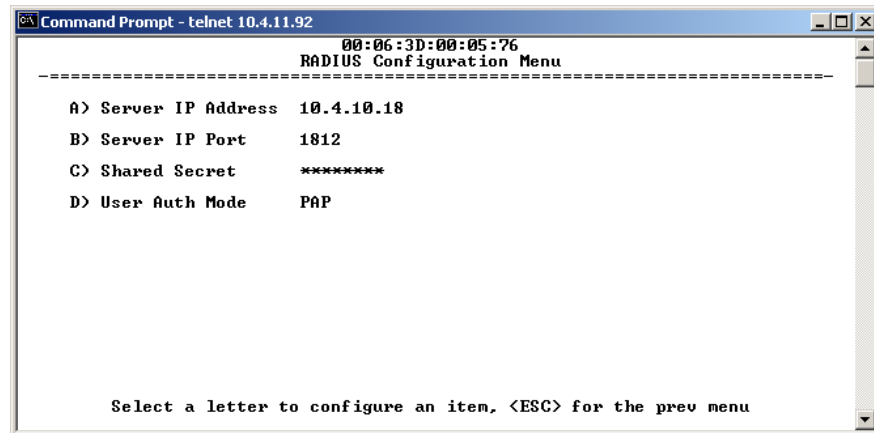 Command Prompt - telnet 10.4.11.92
00:06:3D:00:05:76
RADIUS Configuration Menu
-==========================================================================-
A) Server IP Address 10.4.10.18
B) Server IP Port 1812
C) Shared Secret ********
D) User Auth Mode PAP
Select a letter to configure an item, <ESC> for the prev menu